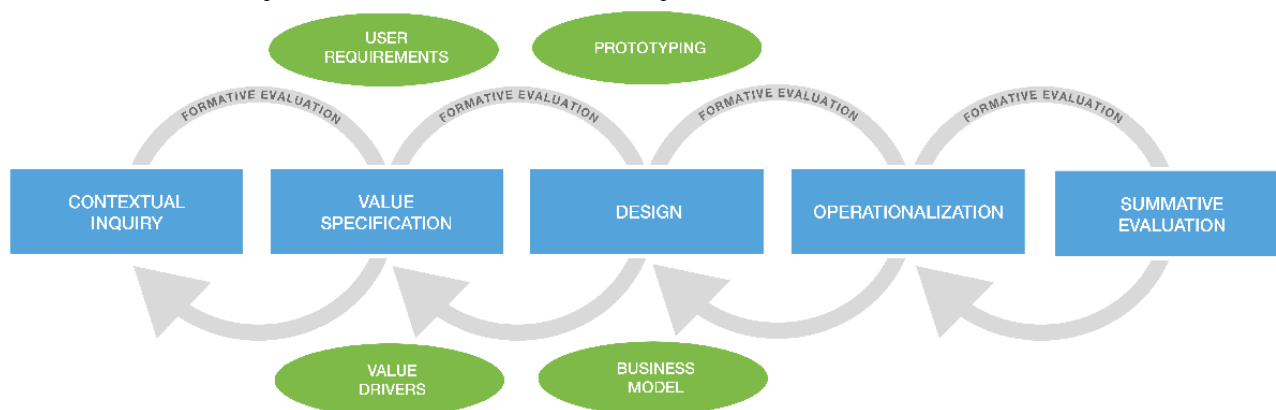 USER
REQUIREMENTS
PROTOTYPING
FORMATIVE EVALUATION
FORMATIVE EVALUATION
FORMATIVE EVALUATION
FORMATIVE EVALUATION
CONTEXTUAL
INQUIRY
VALUE
SPECIFICATION
DESIGN
OPERATIONALIZATION
SUMMATIVE
EVALUATION
VALUE
DRIVERS
BUSINESS
MODEL